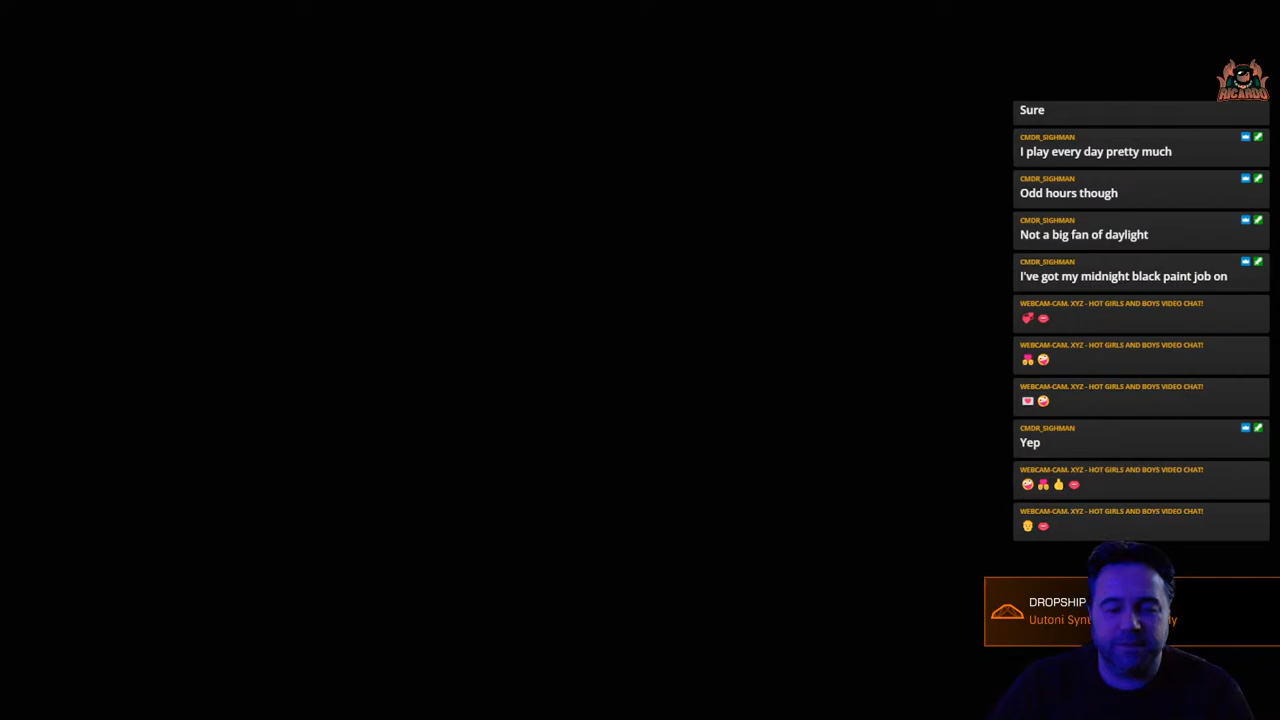 RICARDO
Sure
CMDR_SIGHMAN
I play every day pretty much
CMDR_SIGHMAN
Odd hours though
CMDR_SIGHMAN
Not a big fan of daylight
CMDR_SIGHMAN
I've got my midnight black paint job on
WEBCAM-CAM. XYZ - HOT GIRLS AND BOYS VIDEO CHAT!
💞 💋
WEBCAM-CAM. XYZ - HOT GIRLS AND BOYS VIDEO CHAT!
WEBCAM-CAM. XYZ - HOT GIRLS AND BOYS VIDEO CHAT!
CMDR_SIGHMAN
Yep
WEBCAM-CAM. XYZ - HOT GIRLS AND BOYS VIDEO CHAT!
WEBCAM-CAM. XYZ - HOT GIRLS AND BOYS VIDEO CHAT!
DROPSHIP
Uutoni